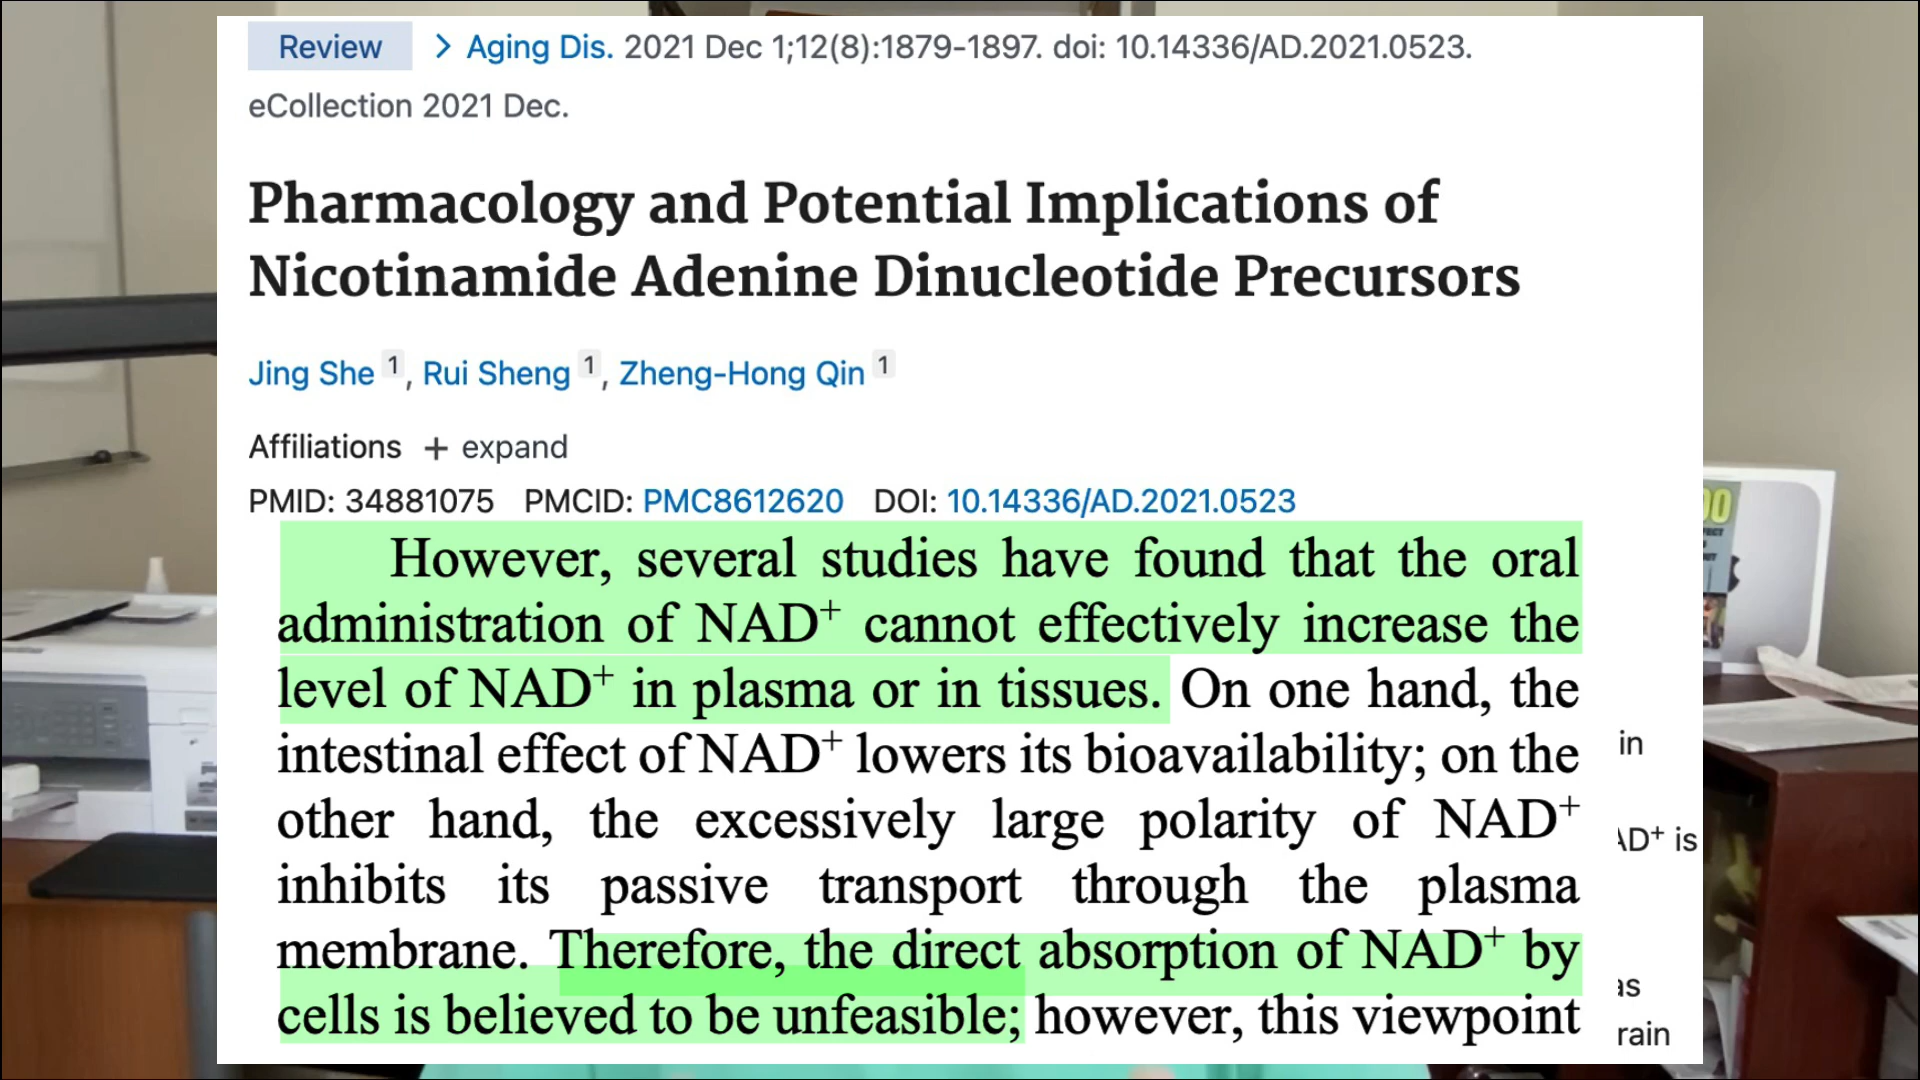 Review > Aging Dis. 2021 Dec 1;12(8):1879-1897. doi: 10.14336/AD.2021.0523.
eCollection 2021 Dec.
Pharmacology and Potential Implications of
Nicotinamide Adenine Dinucleotide Precursors
Jing She 1, Rui Sheng 1, Zheng-Hong Qin 1
Affiliations + expand
PMID: 34881075 PMCID: PMC8612620 DOI: 10.14336/AD.2021.0523
However, several studies have found that the oral
administration of NAD⁺ cannot effectively increase the
level of NAD⁺ in plasma or in tissues. On one hand, the
intestinal effect of NAD⁺ lowers its bioavailability; on the
other hand, the excessively large polarity of NAD⁺
inhibits its passive transport through the plasma
membrane. Therefore, the direct absorption of NAD⁺ by
cells is believed to be unfeasible; however, this viewpoint
in
AD⁺ is
as
rain